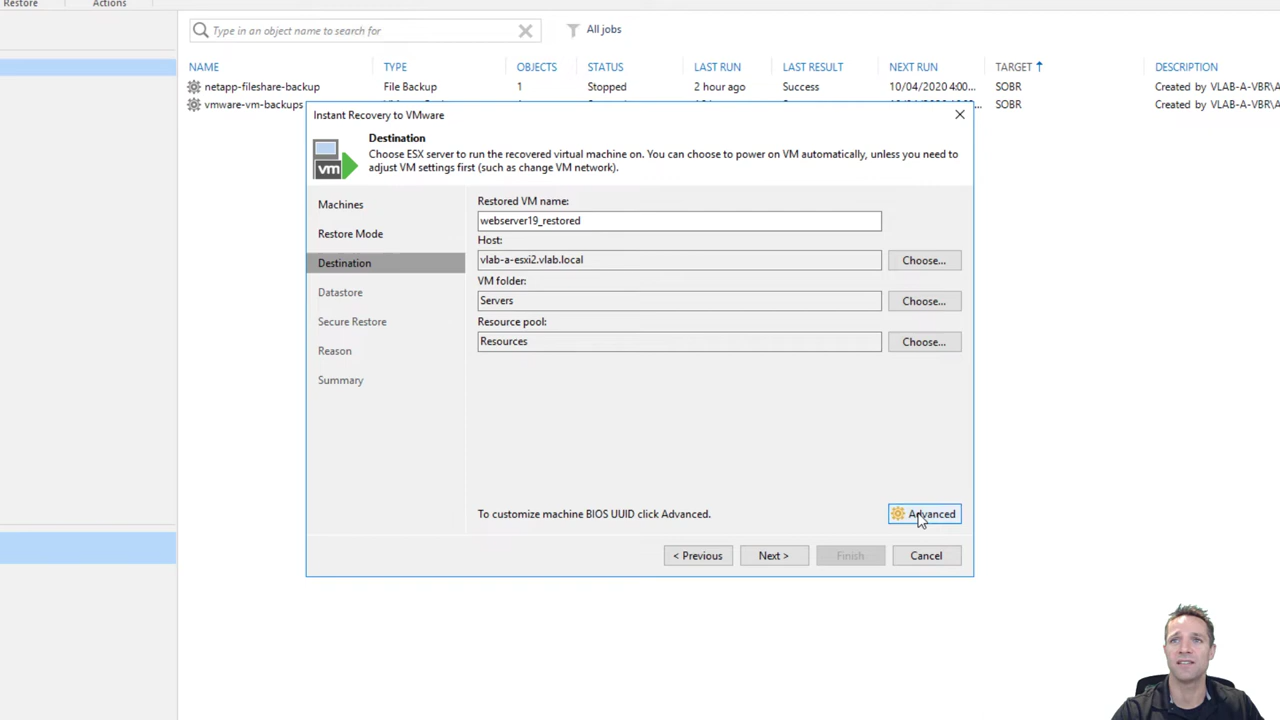 Restore
Actions
Type in an object name to search for
All jobs
NAME TYPE OBJECTS STATUS LAST RUN LAST RESULT NEXT RUN TARGET DESCRIPTION
netapp-fileshare-backup File Backup 1 Stopped 2 hour ago Success 10/04/2020 4:00... SOBR Created by VLAB-A-VBR\A
vmware-vm-backups SOBR Created by VLAB-A-VBR\A
Instant Recovery to VMware
Destination
Choose ESX server to run the recovered virtual machine on. You can choose to power on VM automatically, unless you need to
adjust VM settings first (such as change VM network).
vm
Machines
Restore Mode
Destination
Datastore
Secure Restore
Reason
Summary
Restored VM name:
webserver19_restored
Host:
vlab-a-esxi2.vlab.local Choose...
VM folder:
Servers Choose...
Resource pool:
Resources Choose...
To customize machine BIOS UUID click Advanced. Advanced
< Previous Next > Finish Cancel